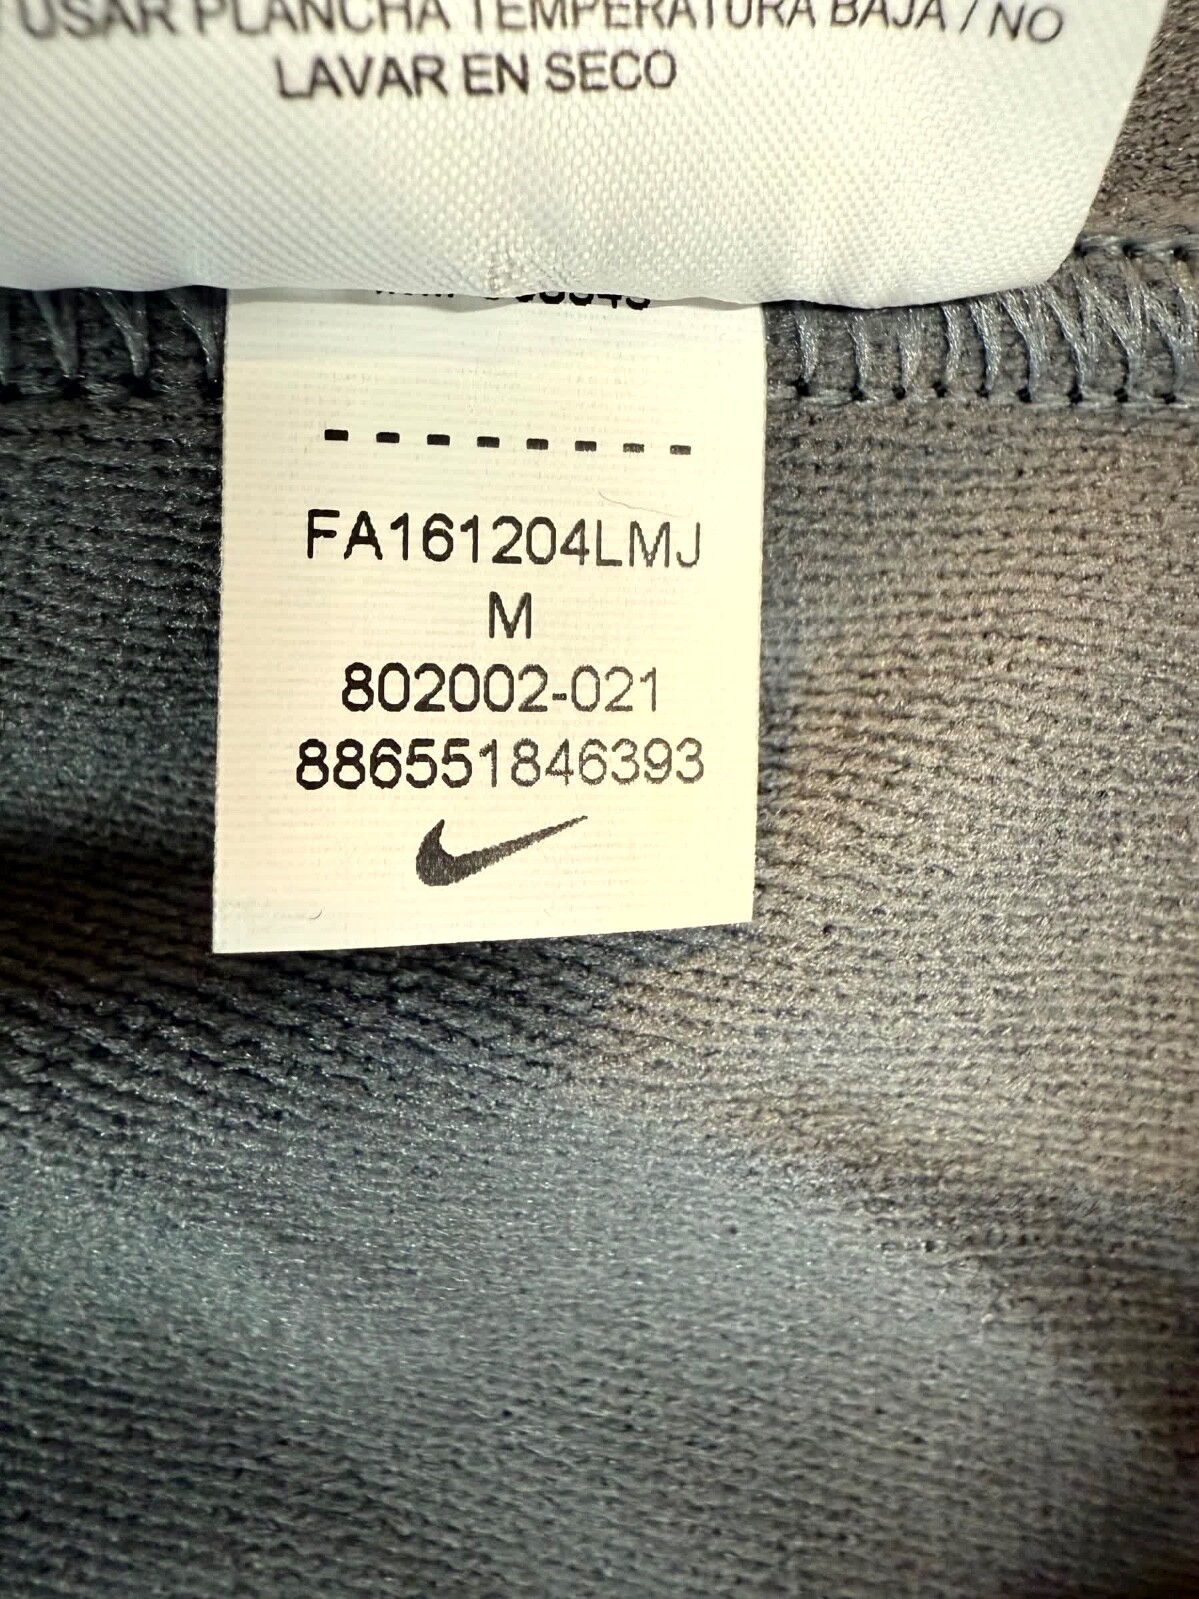 USAR PLANCHA TEMPERATURA BAJA / NO
LAVAR EN SECO
--------
FA161204LMJ
M
802002-021
886551846393